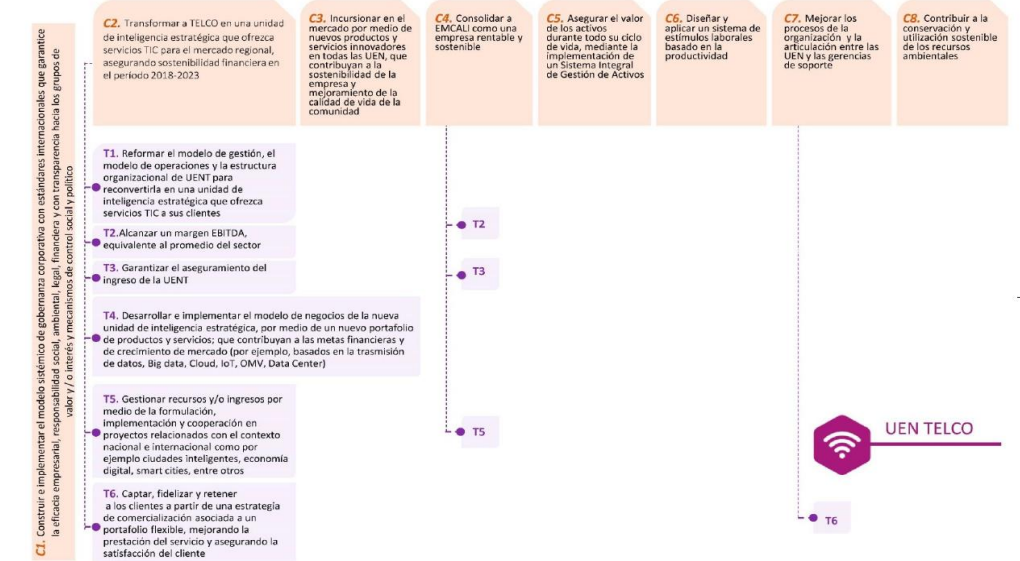 C1. Construir e implementar el modelo sistémico de gobernanza corporativa con estándares internacionales que garantice
la eficacia empresarial, responsabilidad social, ambiental, legal, financiera y con transparencia hacia los grupos de
valor y / o interés y mecanismos de control social y político
C2. Transformar a TELCO en una unidad
de inteligencia estratégica que ofrezca
servicios TIC para el mercado regional,
asegurando sostenibilidad financiera en
el período 2018-2023
C3. Incursionar en el
mercado por medio de
nuevos productos y
servicios innovadores
en todas las UEN, que
contribuyan a la
sostenibilidad de la
empresa y
mejoramiento de la
calidad de vida de la
comunidad
C4. Consolidar a
EMCALI como una
empresa rentable y
sostenible
C5. Asegurar el valor
de los activos
durante todo su ciclo
de vida, mediante la
implementación de
un Sistema Integral
de Gestión de Activos
C6. Diseñar y
aplicar un sistema de
estímulos laborales
basado en la
productividad
C7. Mejorar los
procesos de la
organización y la
articulación entre las
UEN y las gerencias
de soporte
C8. Contribuir a la
conservación y
utilización sostenible
de los recursos
ambientales
T1. Reformar el modelo de gestión, el
modelo de operaciones y la estructura
organizacional de UENT para
reconvertirla en una unidad de
inteligencia estratégica que ofrezca
servicios TIC a sus clientes
T2.Alcanzar un margen EBITDA,
equivalente al promedio del sector
T2
T3. Garantizar el aseguramiento del
ingreso de la UENT
T3
T4. Desarrollar e implementar el modelo de negocios de la nueva
unidad de inteligencia estratégica, por medio de un nuevo portafolio
de productos y servicios; que contribuyan a las metas financieras y
de crecimiento de mercado (por ejemplo, basados en la trasmisión
de datos, Big data, Cloud, IoT, OMV, Data Center)
T5. Gestionar recursos y/o ingresos por
medio de la formulación,
implementación y cooperación en
proyectos relacionados con el contexto
nacional e internacional como por
ejemplo ciudades inteligentes, economía
digital, smart cities, entre otros
T5
UEN TELCO
T6. Captar, fidelizar y retener
a los clientes a partir de una estrategia
de comercialización asociada a un
portafolio flexible, mejorando la
prestación del servicio y asegurando la
satisfacción del cliente
T6